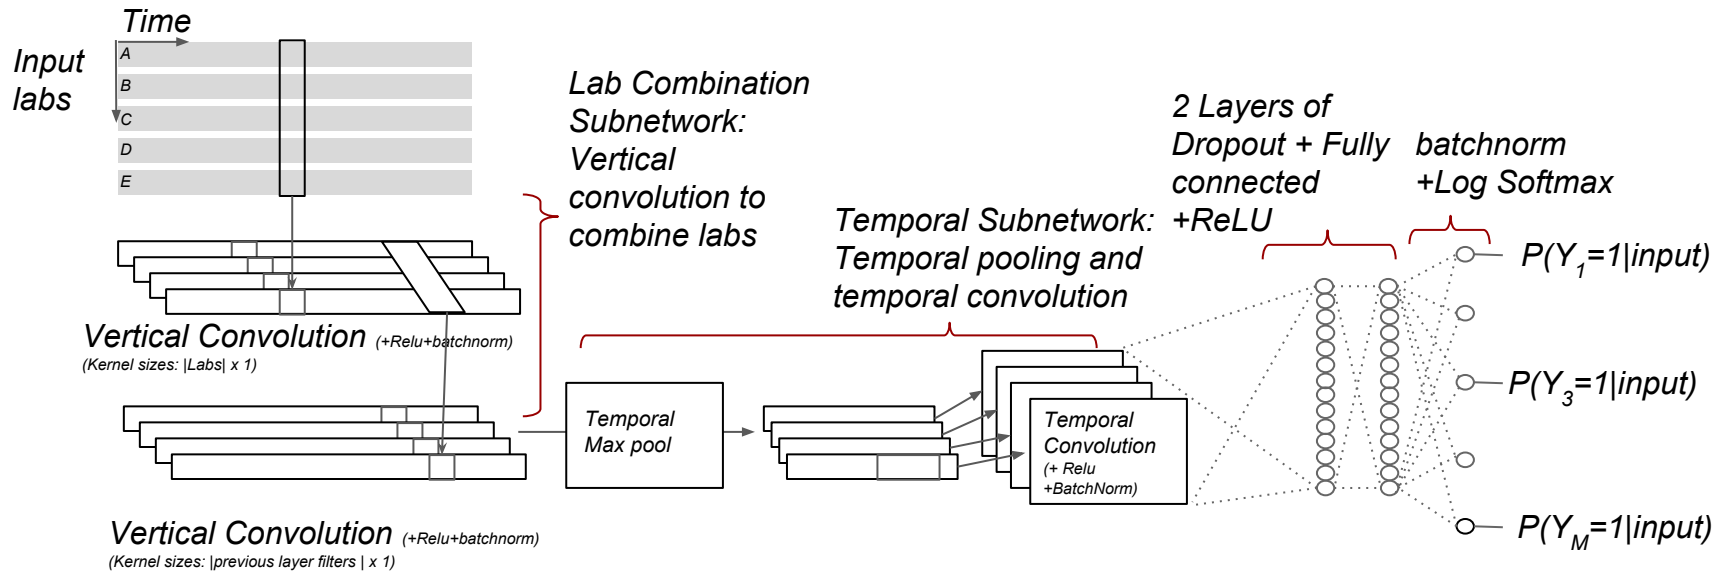 Time
Input
labs
A
B
C
D
E
Lab Combination
Subnetwork:
Vertical
convolution to
combine labs
Vertical Convolution (+Relu+batchnorm)
(Kernel sizes: |Labs| x 1)
Vertical Convolution (+Relu+batchnorm)
(Kernel sizes: |previous layer filters | x 1)
Temporal
Max pool
Temporal Subnetwork:
Temporal pooling and
temporal convolution
Temporal
Convolution
(+ Relu
+BatchNorm)
2 Layers of
Dropout + Fully
connected
+ReLU
batchnorm
+Log Softmax
P(Y1=1|input)
P(Y3=1|input)
P(YM=1|input)